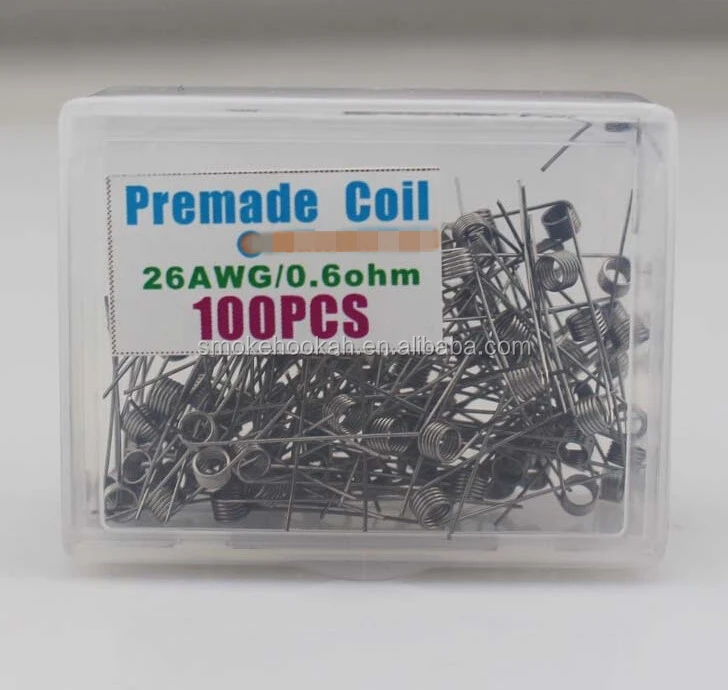 Premade Coil
26AWG/0.6ohm
100PCS
smokehookah.en.alibaba.com